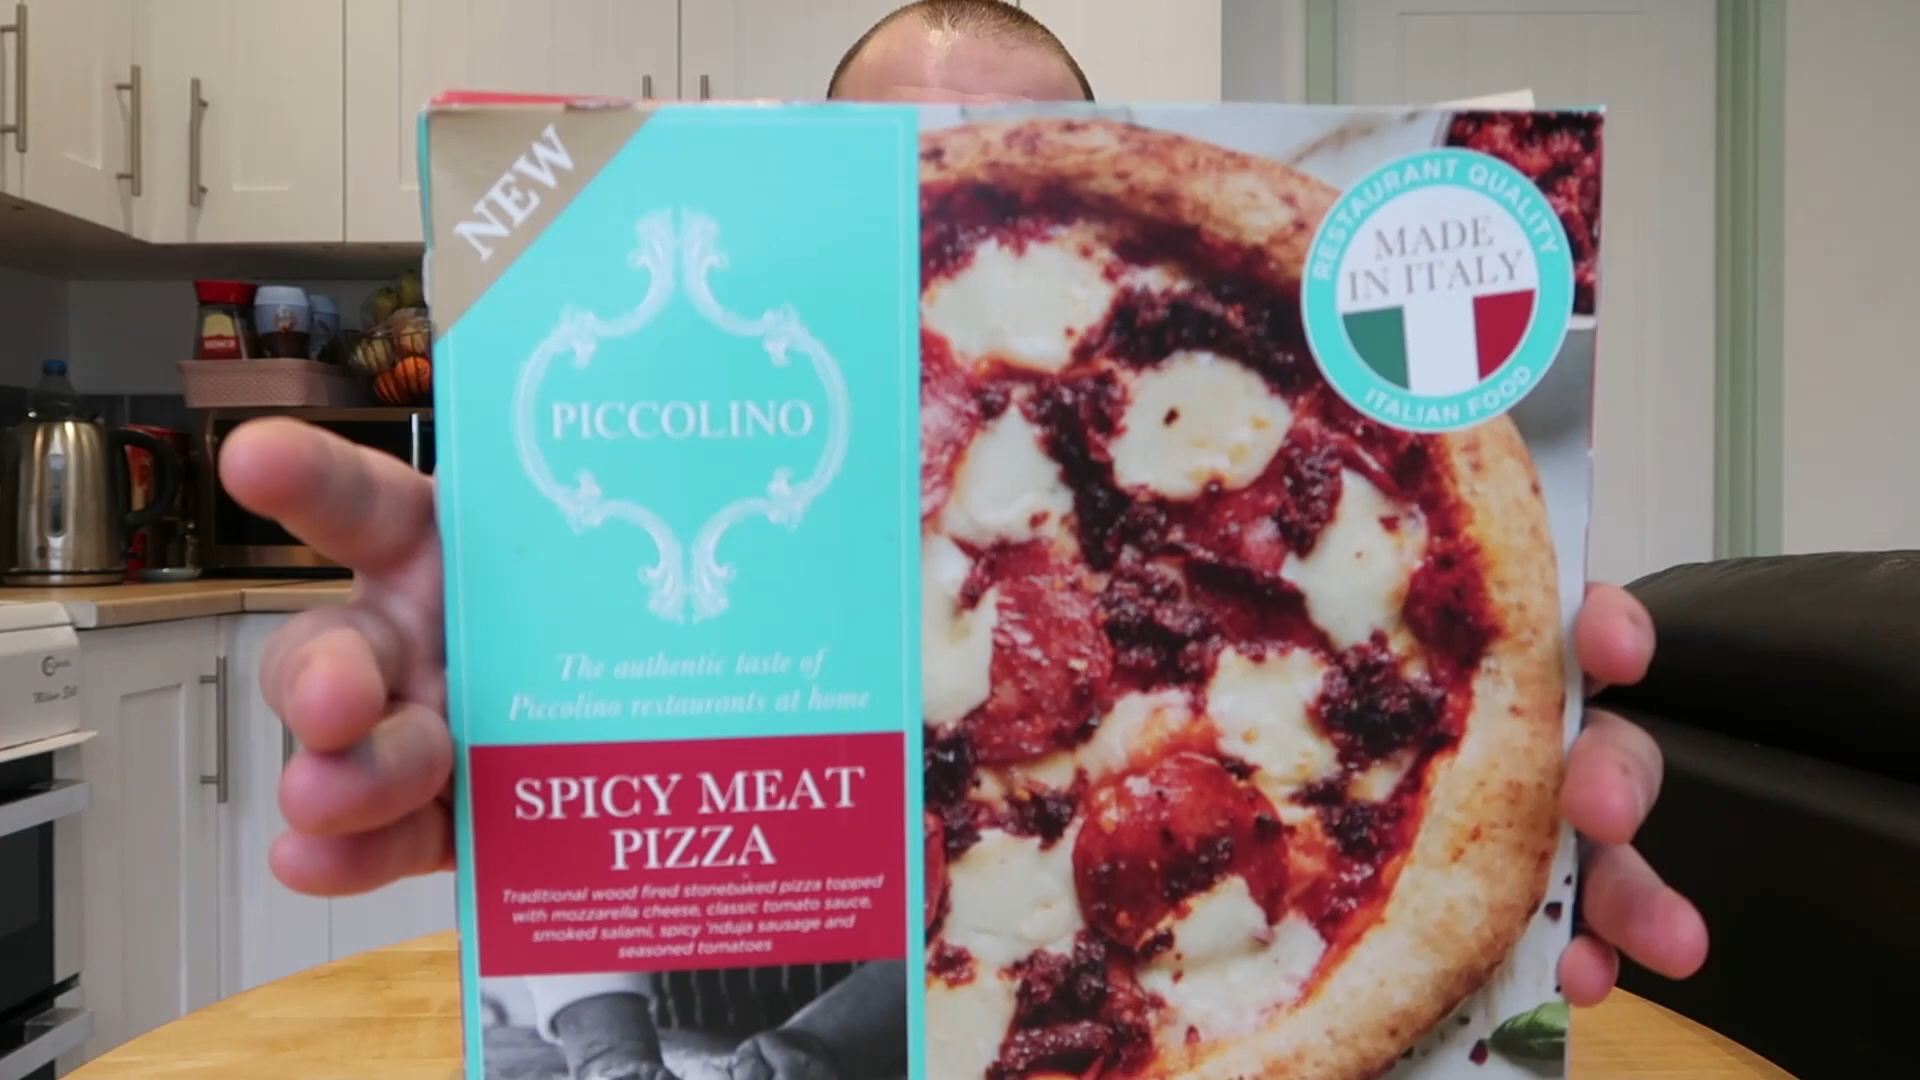 NEW
PICCOLINO
The authentic taste of
Piccolino restaurants at home
SPICY MEAT
PIZZA
Traditional wood fired stonebaked pizza topped
with mozzarella cheese, classic tomato sauce,
smoked salami, spicy 'nduja sausage and
seasoned tomatoes
RESTAURANT QUALITY
MADE
IN ITALY
ITALIAN FOOD